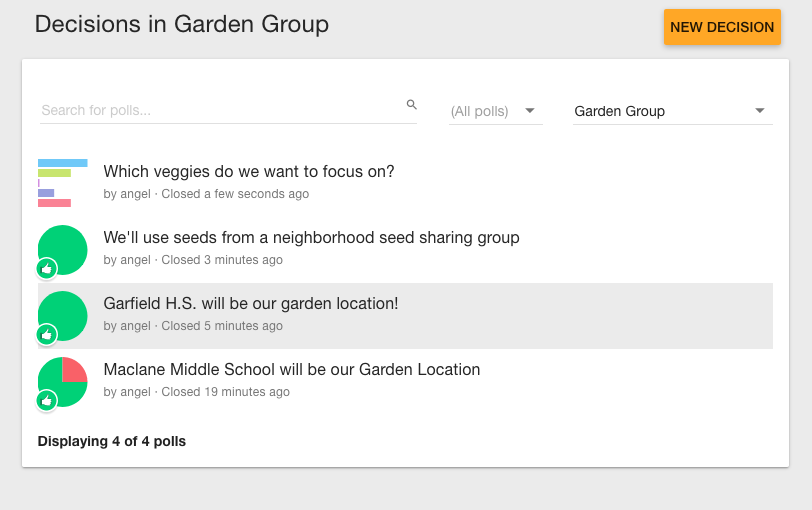 Decisions in Garden Group
NEW DECISION
Search for polls...
(All polls)
Garden Group
Which veggies do we want to focus on?
by angel · Closed a few seconds ago
We'll use seeds from a neighborhood seed sharing group
by angel · Closed 3 minutes ago
Garfield H.S. will be our garden location!
by angel · Closed 5 minutes ago
Maclane Middle School will be our Garden Location
by angel · Closed 19 minutes ago
Displaying 4 of 4 polls